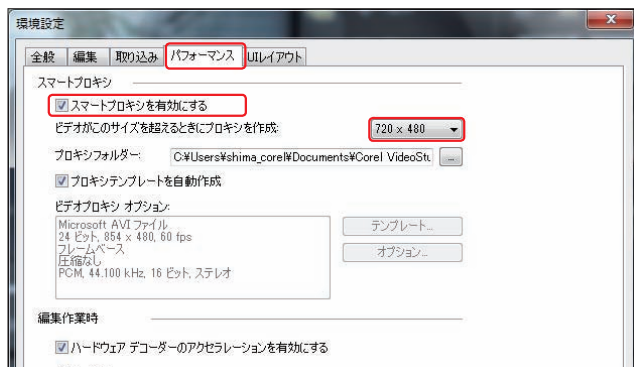 環境設定
全般 編集 取り込み パフォーマンス UIレイアウト
スマートプロキシ
スマートプロキシを有効にする
ビデオがこのサイズを超えるときにプロキシを作成: 720 x 480
プロキシフォルダー: C:¥Users¥shima_corel¥Documents¥Corel VideoStu ...
プロキシテンプレートを自動作成
ビデオプロキシ オプション:
Microsoft AVI ファイル
24 ビット, 854 x 480, 60 fps
フレームベース
圧縮なし
PCM, 44.100 kHz, 16 ビット, ステレオ
テンプレート...
オプション...
編集作業時
ハードウェア デコーダーのアクセラレーションを有効にする